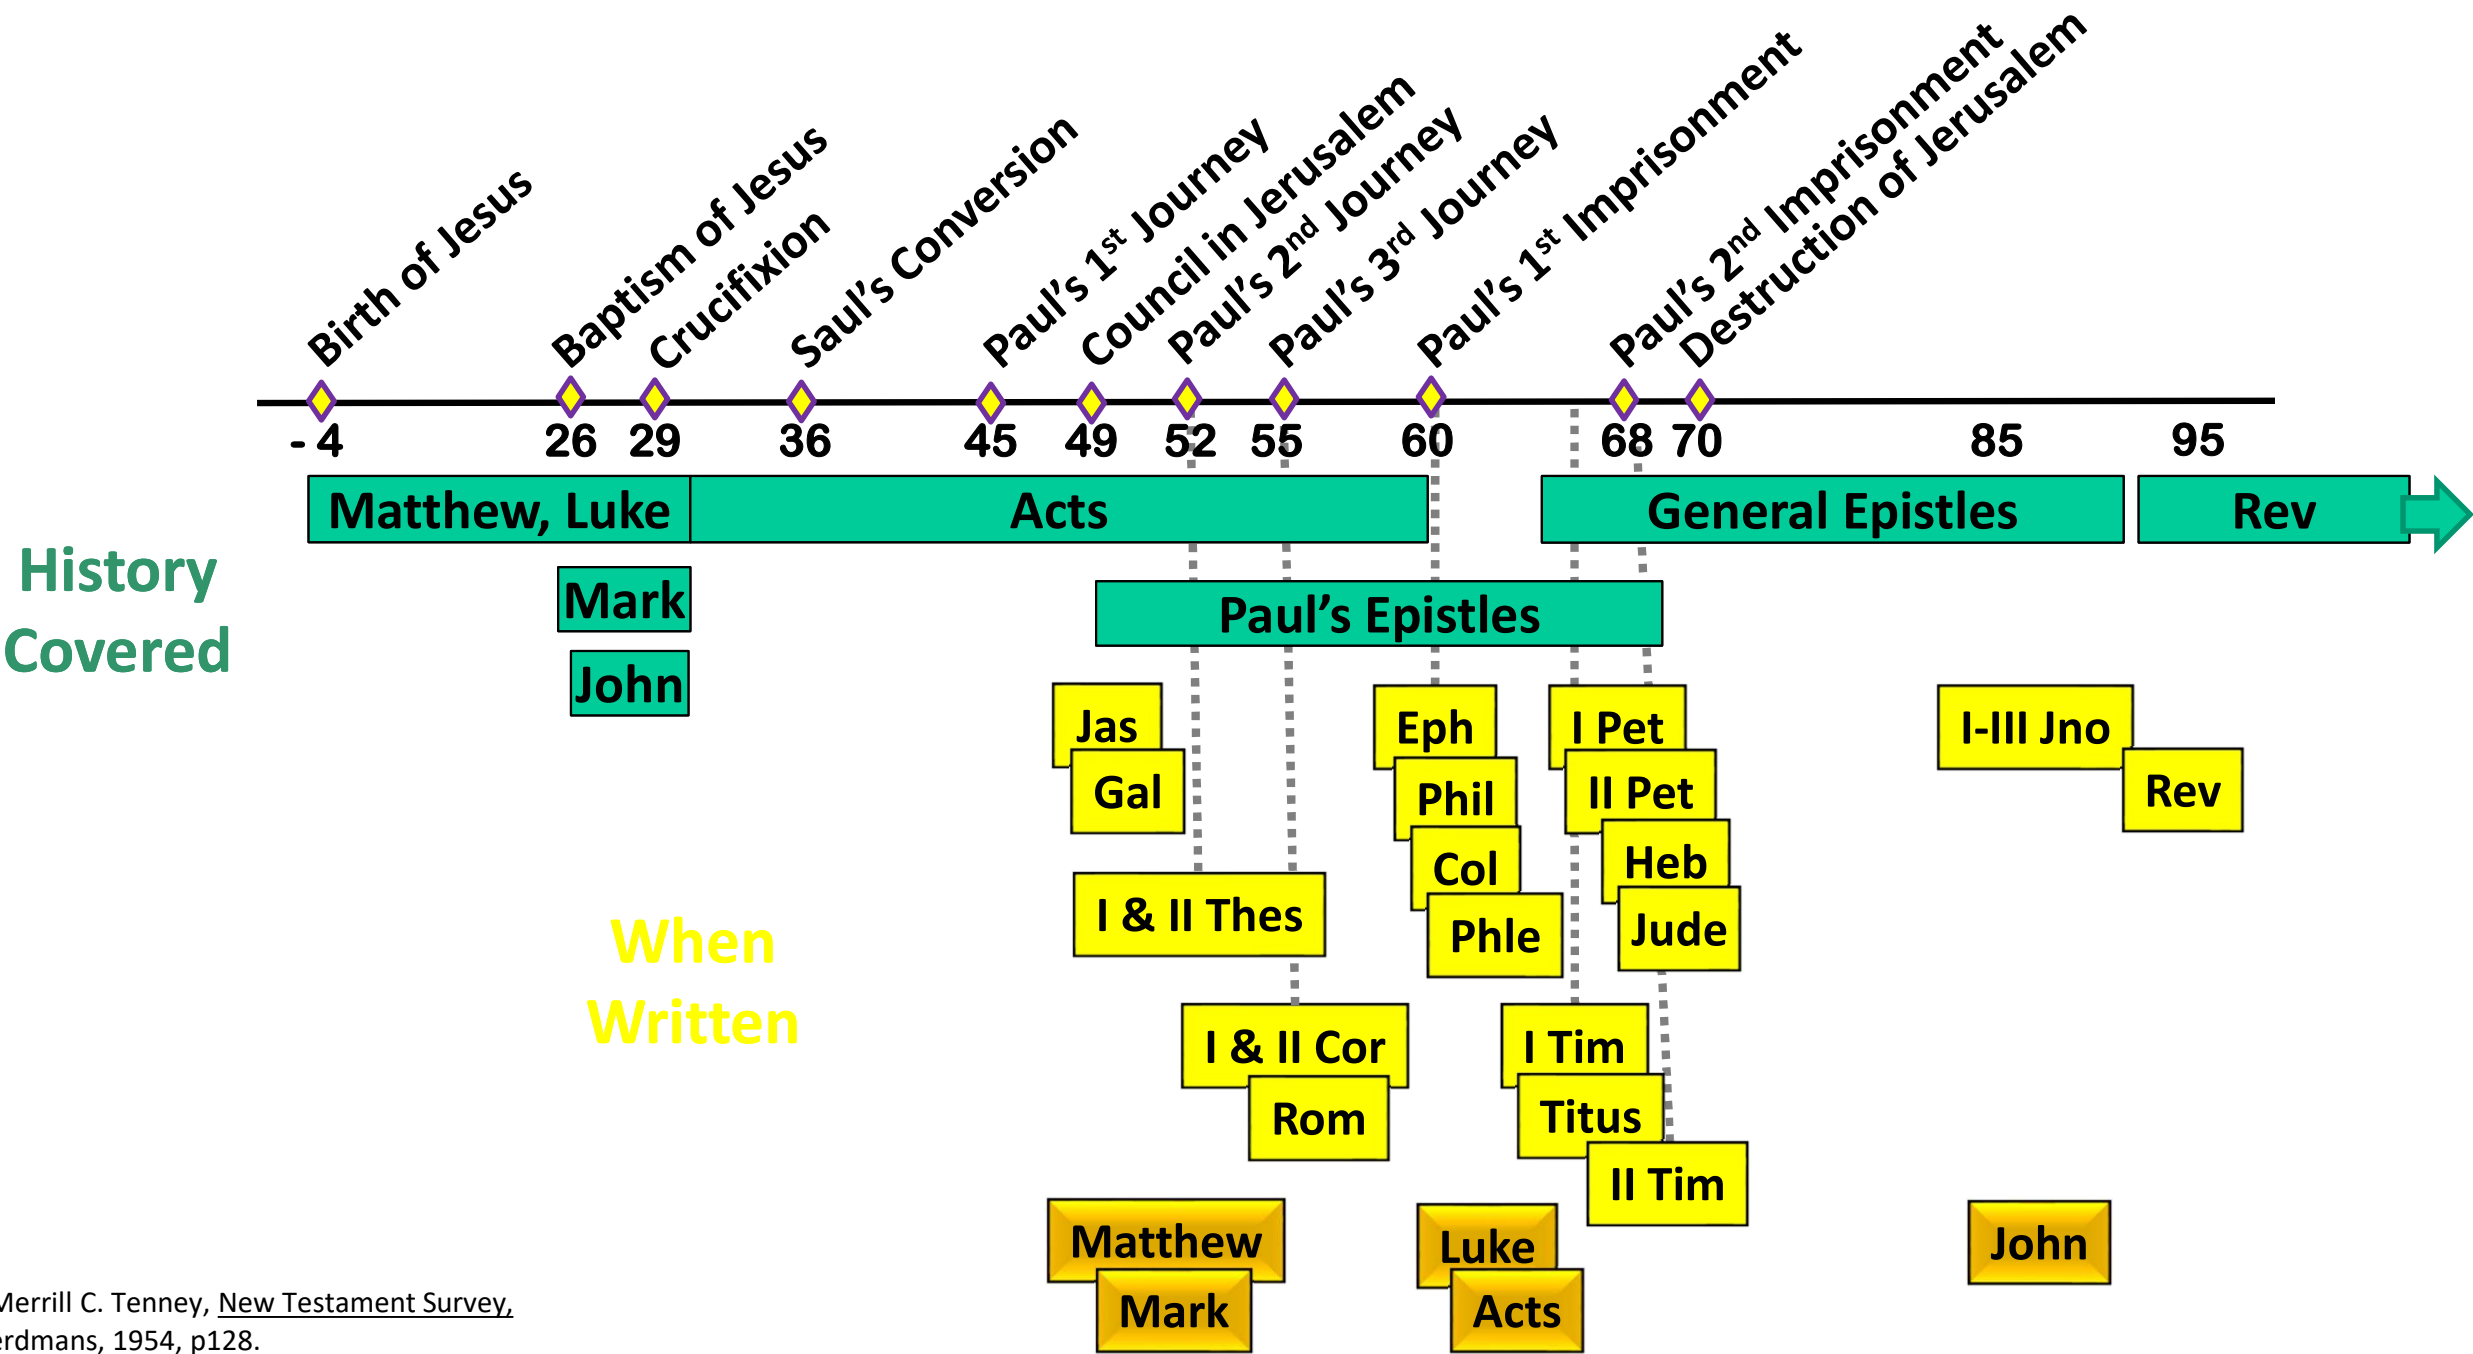 Birth of Jesus
Baptism of Jesus
Crucifixion
Saul's Conversion
Paul's 1st Journey
Council in Jerusalem
Paul's 2nd Journey
Paul's 3rd Journey
Paul's 1st Imprisonment
Paul's 2nd Imprisonment
Destruction of Jerusalem
- 4 26 29 36 45 49 52 55 60 68 70 85 95
Matthew, Luke Acts General Epistles Rev
History
Covered
Mark
Paul's Epistles
John
Jas
Gal
Eph
Phil
Col
Phle
I Pet
II Pet
Heb
Jude
I-III Jno
Rev
When
Written
I & II Thes
I & II Cor
Rom
I Tim
Titus
II Tim
Matthew
Mark
Luke
Acts
John
Merrill C. Tenney, New Testament Survey,
erdmans, 1954, p128.